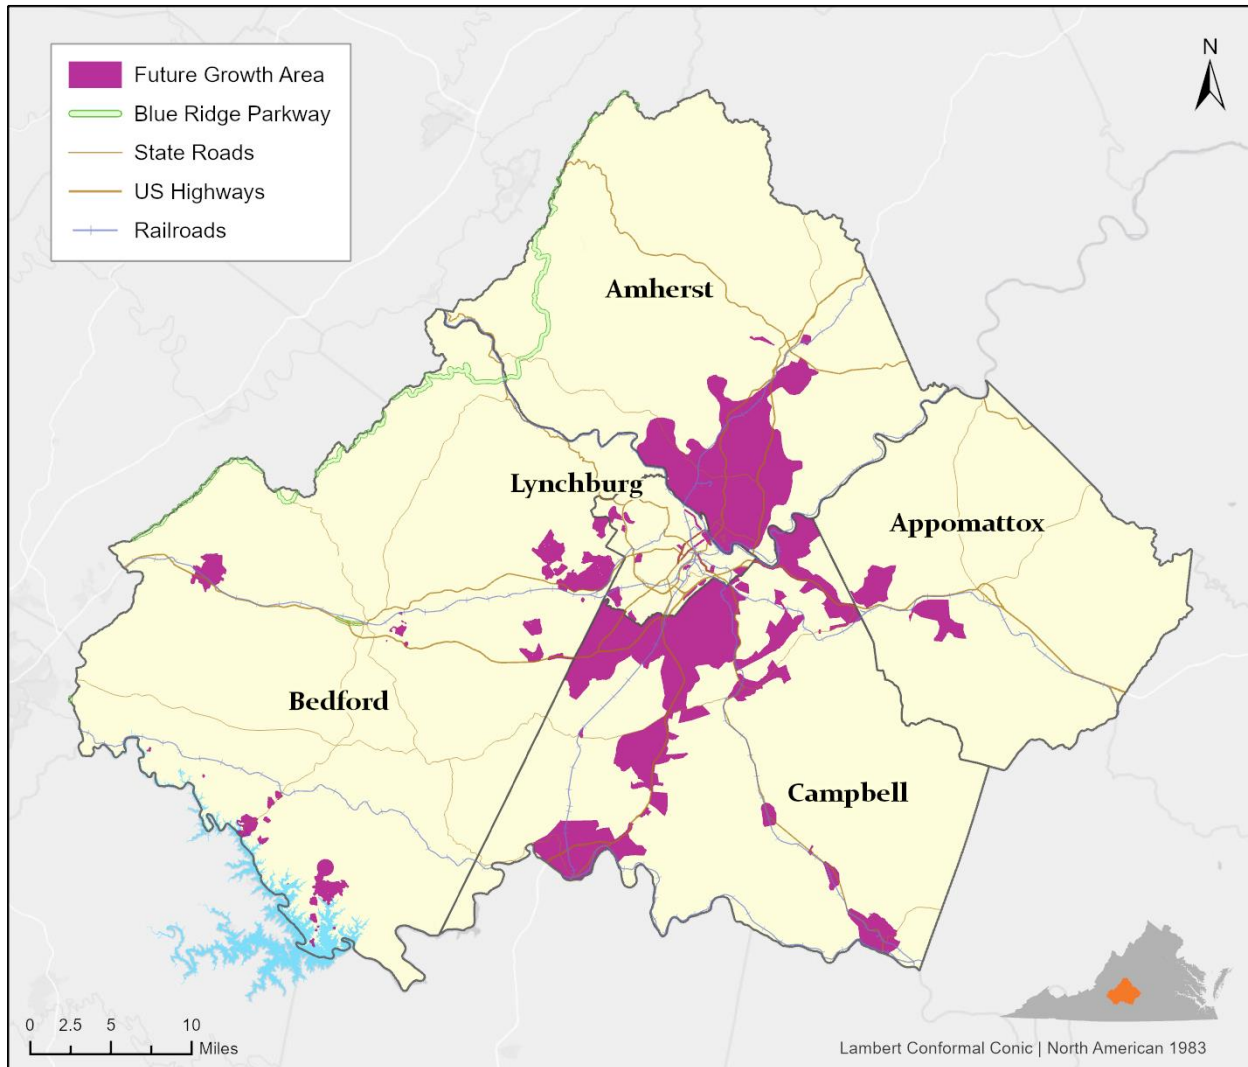 Future Growth Area
Blue Ridge Parkway
State Roads
US Highways
Railroads
N
Amherst
Lynchburg
Appomattox
Bedford
Campbell
0 2.5 5 10
Miles
Lambert Conformal Conic | North American 1983